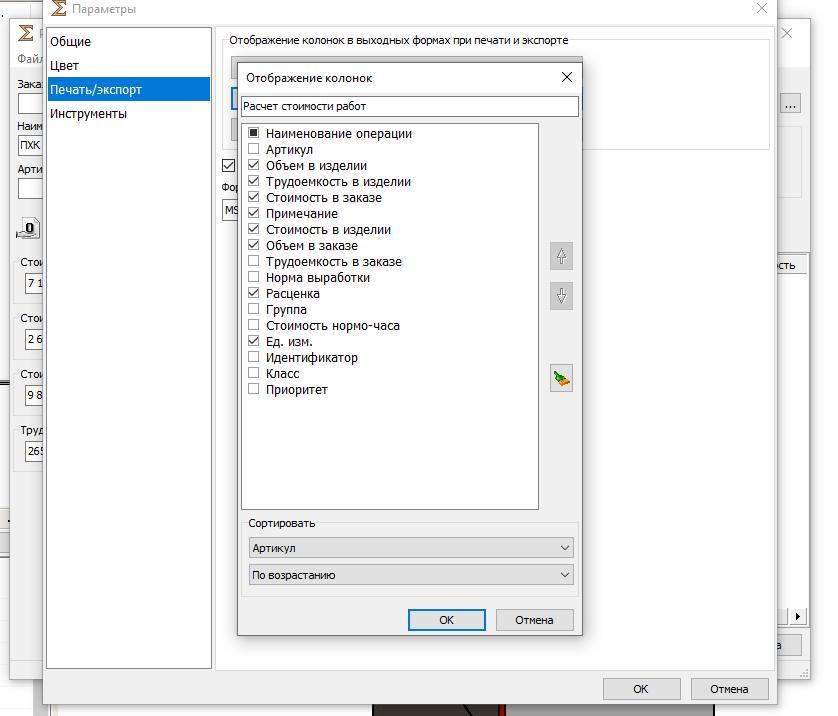 Параметры
Общие
Цвет
Печать/экспорт
Инструменты
Отображение колонок в выходных формах при печати и экспорте
Отображение колонок
Расчет стоимости работ
Наименование операции
Артикул
Объем в изделии
Трудоемкость в изделии
Стоимость в заказе
Примечание
Стоимость в изделии
Объем в заказе
Трудоемкость в заказе
Норма выработки
Расценка
Группа
Стоимость нормо-часа
Ед. изм.
Идентификатор
Класс
Приоритет
Сортировать
Артикул
По возрастанию
OK
Отмена
OK
Отмена
Файл
Зака
Наим
ПХК
Арти
0
Стои
7 1
Стои
2 6
Стои
9 8
Труд
265
Фор
MS
...
сть